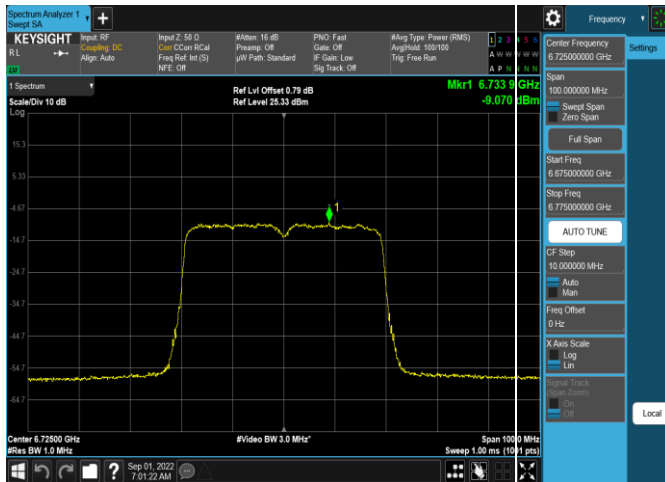 Spectrum Analyzer 1
Swept SA
Frequency
KEYSIGHT
RL
Input: RF
Coupling: DC
Align: Auto
Input Z: 50 Ω
Corr CCorr RCal
Freq Ref: Int (S)
NFE: Off
#Atten: 16 dB
Preamp: Off
µW Path: Standard
PNO: Fast
Gate: Off
IF Gain: Low
Sig Track: Off
#Avg Type: Power (RMS)
Avg|Hold: 100/100
Trig: Free Run
1 2 3 4 5 6
A W W W W W
A P N N N N
1 Spectrum
Scale/Div 10 dB
Log
Ref Lvl Offset 0.79 dB
Ref Level 25.33 dBm
Mkr1 6.733 9 GHz
-9.070 dBm
15.3
5.33
-4.67
-14.7
-24.7
-34.7
-44.7
-54.7
-64.7
1
Center 6.72500 GHz
#Res BW 1.0 MHz
#Video BW 3.0 MHz*
Span 100.0 MHz
Sweep 1.00 ms (1001 pts)
Sep 01, 2022
7:01:22 AM
Center Frequency
6.725000000 GHz
Span
100.000000 MHz
Swept Span
Zero Span
Full Span
Start Freq
6.675000000 GHz
Stop Freq
6.775000000 GHz
AUTO TUNE
CF Step
10.000000 MHz
Auto
Man
Freq Offset
0 Hz
X Axis Scale
Log
Lin
Signal Track
(Span Zoom)
On
Off
Settings
Local